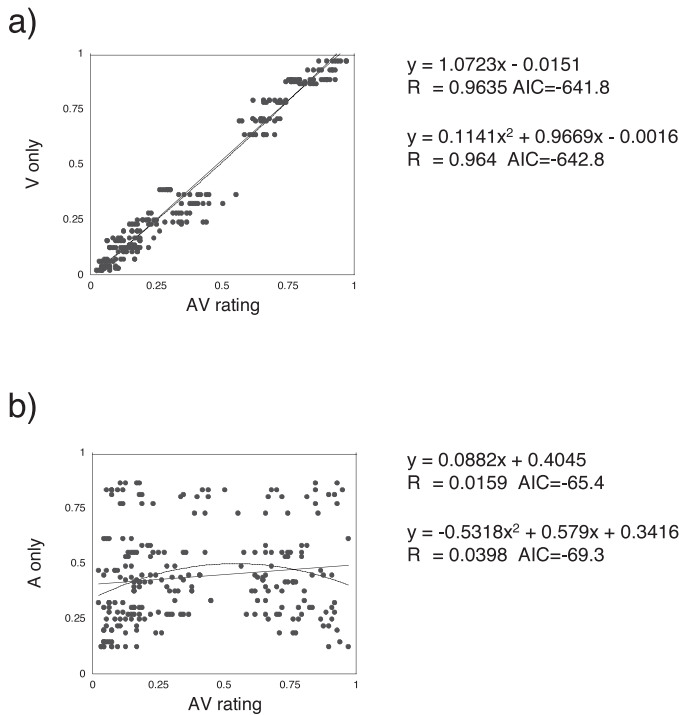 a)
1
0.75
0.5
0.25
0
V only
0
0.25
0.5
0.75
1
AV rating
y = 1.0723x - 0.0151
R = 0.9635 AIC=-641.8
y = 0.1141x² + 0.9669x - 0.0016
R = 0.964 AIC=-642.8
b)
1
0.75
0.5
0.25
0
A only
0
0.25
0.5
0.75
1
AV rating
y = 0.0882x + 0.4045
R = 0.0159 AIC=-65.4
y = -0.5318x² + 0.579x + 0.3416
R = 0.0398 AIC=-69.3